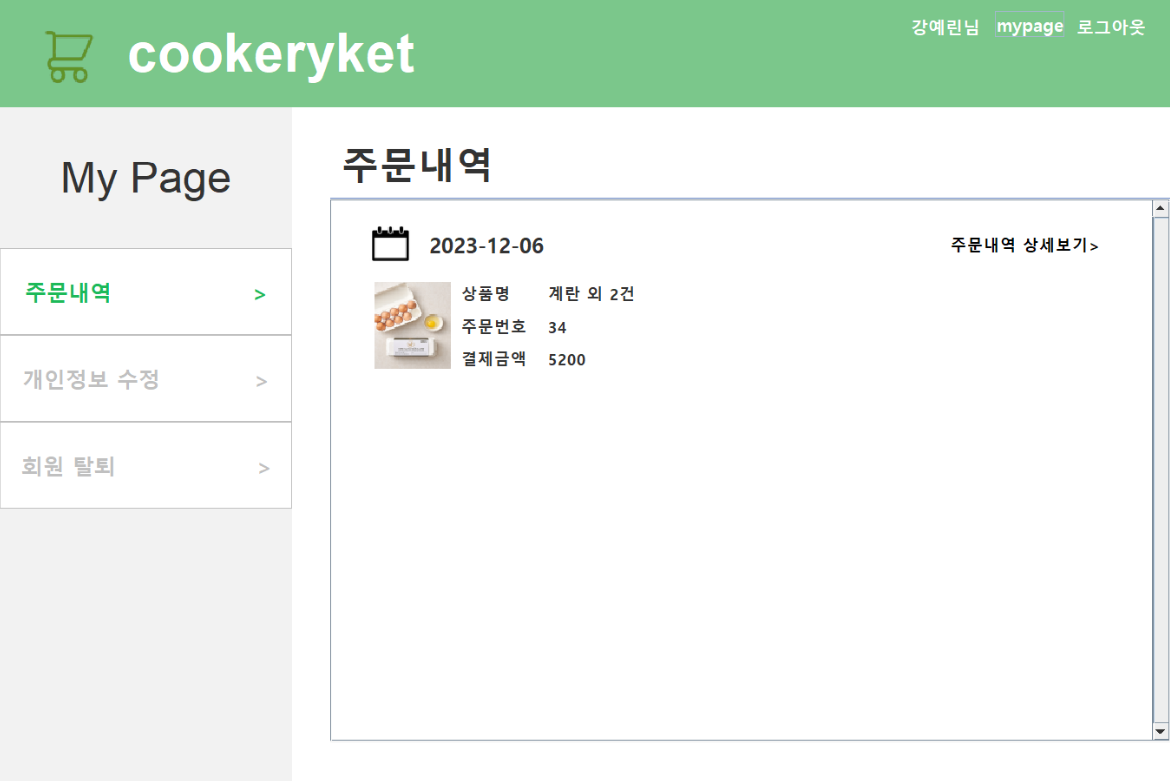 cookeryket
강예린님 mypage 로그아웃
My Page
주문내역 >
개인정보 수정 >
회원 탈퇴 >
주문내역
2023-12-06 주문내역 상세보기>
상품명 계란 외 2건
주문번호 34
결제금액 5200